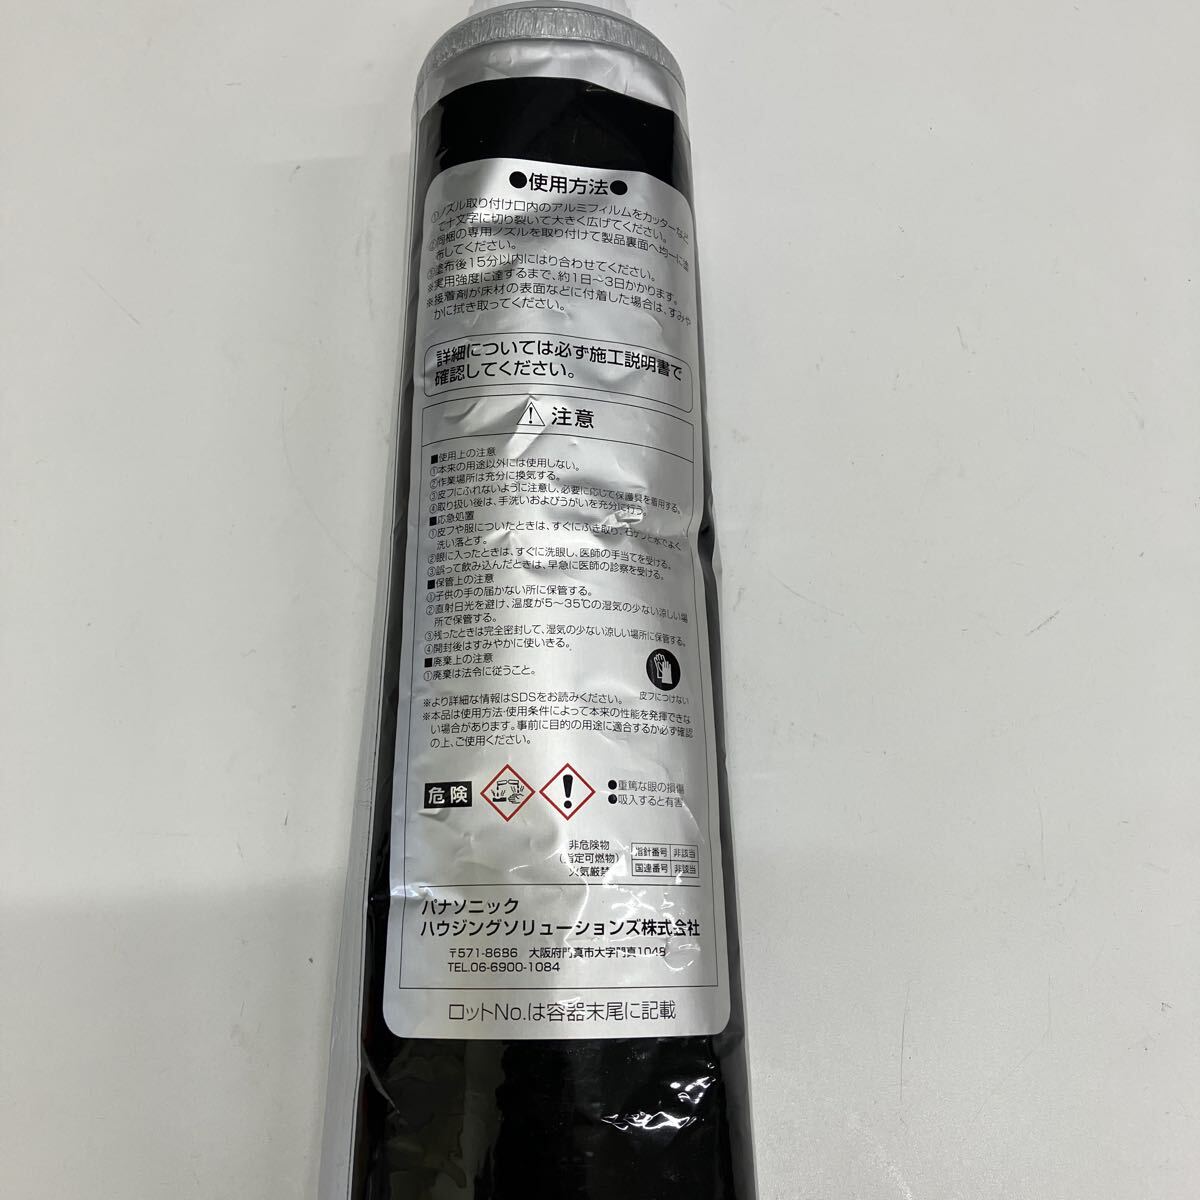 ●使用方法●
①ノズル取り付け口内のアルミフィルムをカッターなど
で十文字に切り裂いて大きく広げてください。
②同梱の専用ノズルを取り付けて製品裏面へ均一に塗
布してください。
③塗布後15分以内にはり合わせてください。
※実用強度に達するまで、約1日〜3日かかります。
※接着剤が床材の表面などに付着した場合は、すみや
かに拭き取ってください。
詳細については必ず施工説明書で
確認してください。
注意
■使用上の注意
①本来の用途以外には使用しない。
②作業場所は充分に換気する。
③皮フにふれないように注意し、必要に応じて保護具を着用する。
④取り扱い後は、手洗いおよびうがいを充分に行う。
■応急処置
①皮フや服についたときは、すぐにふき取り、石ケンと水でよく
洗い落とす。
②眼に入ったときは、すぐに洗眼し、医師の手当てを受ける。
③誤って飲み込んだときは、早急に医師の診察を受ける。
■保管上の注意
①子供の手の届かない所に保管する。
②直射日光を避け、温度が5〜35℃の湿気の少ない涼しい場
所で保管する。
③残ったときは完全密封して、湿気の少ない涼しい場所に保管する。
④開封後はすみやかに使いきる。
■廃棄上の注意
①廃棄は法令に従うこと。
皮フにつけない
※より詳細な情報はSDSをお読みください。
※本品は使用方法・使用条件によって本来の性能を発揮できな
い場合があります。事前に目的の用途に適合するか必ず確認
の上、ご使用ください。
危険
●重篤な眼の損傷
●吸入すると有害
非危険物
(指定可燃物)
火気厳禁
指針番号 非該当
国連番号 非該当
パナソニック
ハウジングソリューションズ株式会社
〒571-8686 大阪府門真市大字門真1048
TEL.06-6900-1084
ロットNo.は容器末尾に記載